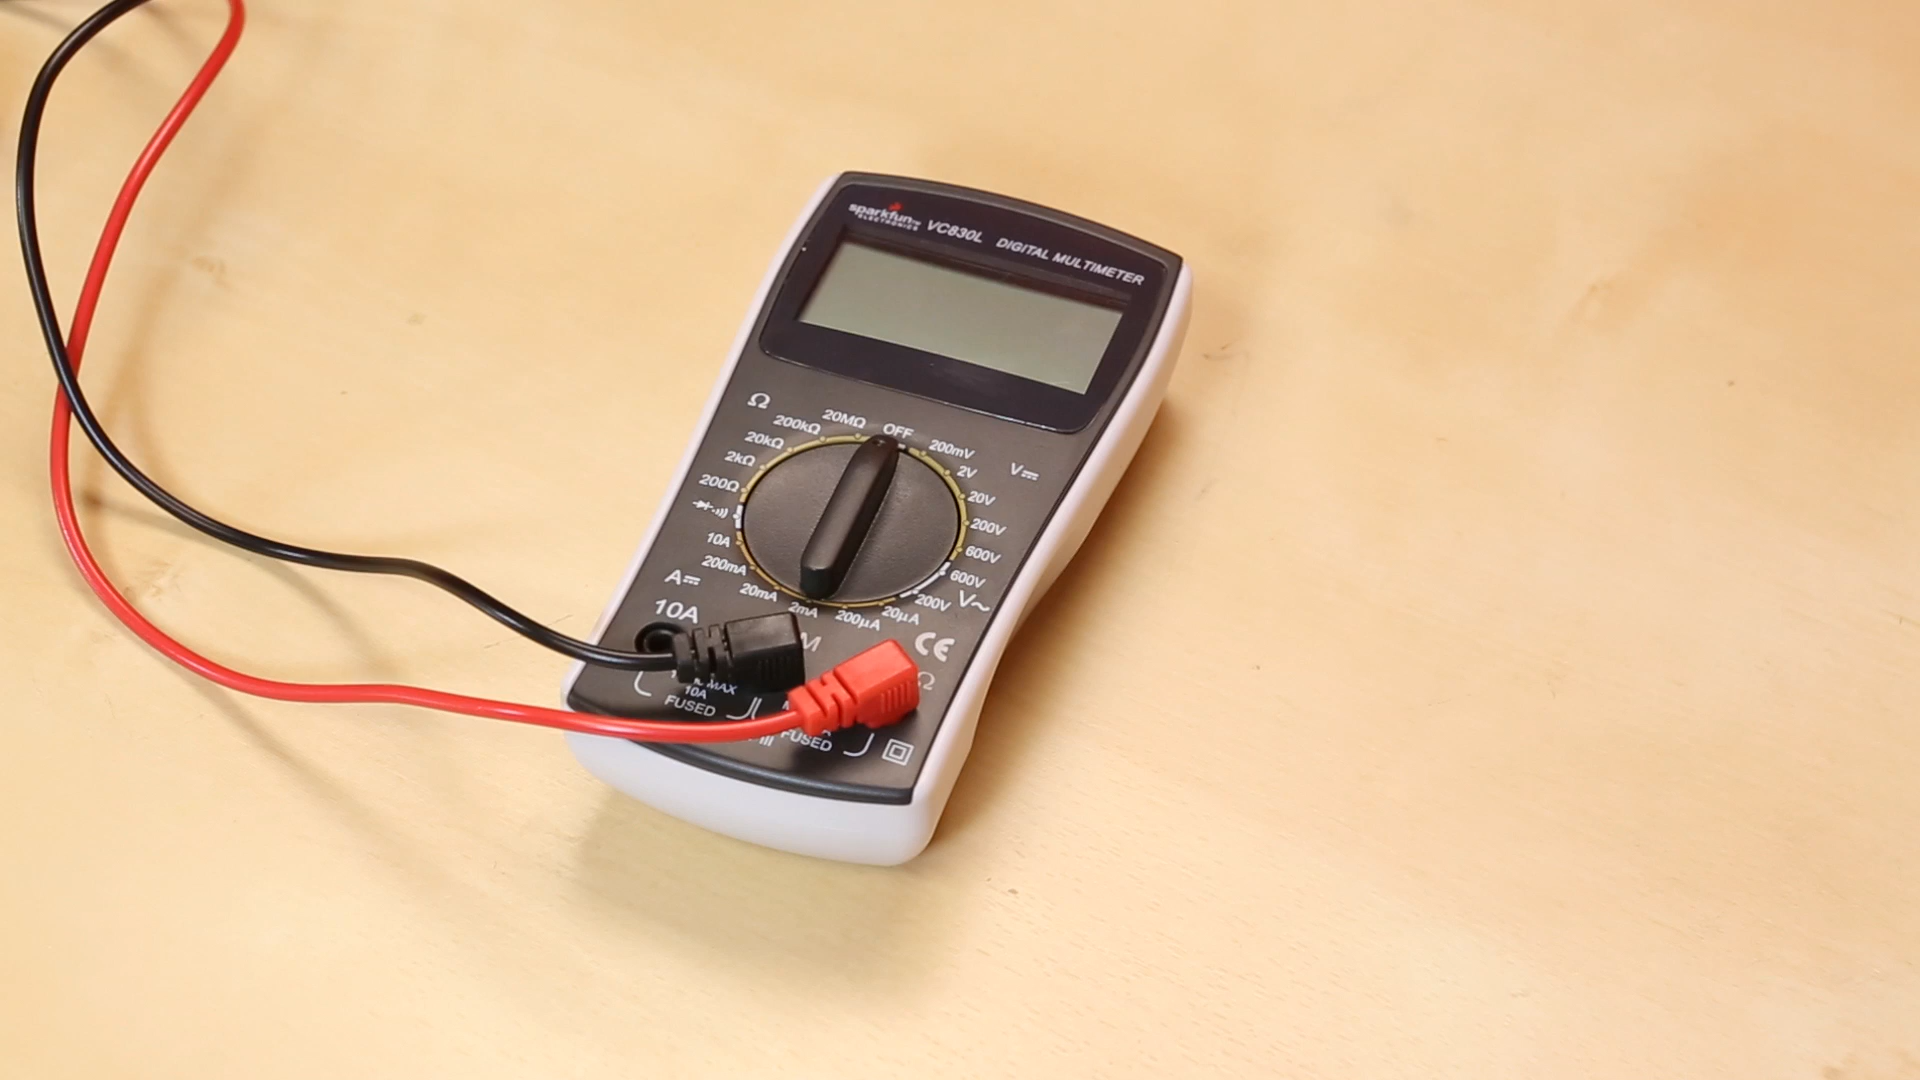 sparkfun™
ELECTRONICS
VC830L DIGITAL MULTIMETER
Ω
20MΩ
OFF
200mV
200kΩ
2V
V
20kΩ
20V
2kΩ
200V
200Ω
600V
10A
600V
200mA
200V
V~
A
20mA
2mA
200µA
20µA
10A
M
CE
Ω
MAX
10A
FUSED
FUSED